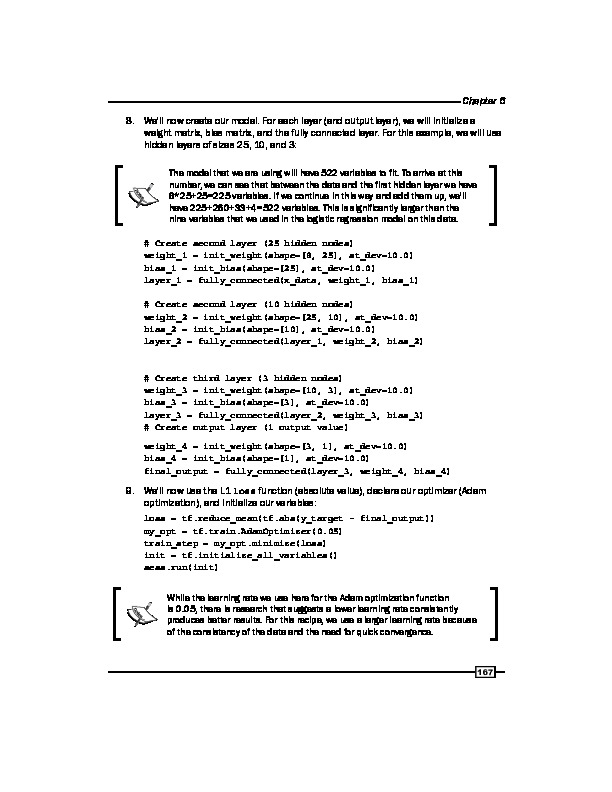 Chapter 6
8. We'll now create our model. For each layer (and output layer), we will initialize a
weight matrix, bias matrix, and the fully connected layer. For this example, we will use
hidden layers of sizes 25, 10, and 3:
The model that we are using will have 522 variables to fit. To arrive at this
number, we can see that between the data and the first hidden layer we have
8*25+25=225 variables. If we continue in this way and add them up, we'll
have 225+260+33+4=522 variables. This is significantly larger than the
nine variables that we used in the logistic regression model on this data.
# Create second layer (25 hidden nodes)
weight_1 = init_weight(shape=[8, 25], st_dev=10.0)
bias_1 = init_bias(shape=[25], st_dev=10.0)
layer_1 = fully_connected(x_data, weight_1, bias_1)
# Create second layer (10 hidden nodes)
weight_2 = init_weight(shape=[25, 10], st_dev=10.0)
bias_2 = init_bias(shape=[10], st_dev=10.0)
layer_2 = fully_connected(layer_1, weight_2, bias_2)
# Create third layer (3 hidden nodes)
weight_3 = init_weight(shape=[10, 3], st_dev=10.0)
bias_3 = init_bias(shape=[3], st_dev=10.0)
layer_3 = fully_connected(layer_2, weight_3, bias_3)
# Create output layer (1 output value)
weight_4 = init_weight(shape=[3, 1], st_dev=10.0)
bias_4 = init_bias(shape=[1], st_dev=10.0)
final_output = fully_connected(layer_3, weight_4, bias_4)
9. We'll now use the L1 loss function (absolute value), declare our optimizer (Adam
optimization), and initialize our variables:
loss = tf.reduce_mean(tf.abs(y_target - final_output))
my_opt = tf.train.AdamOptimizer(0.05)
train_step = my_opt.minimize(loss)
init = tf.initialize_all_variables()
sess.run(init)
While the learning rate we use here for the Adam optimization function
is 0.05, there is research that suggests a lower learning rate consistently
produces better results. For this recipe, we use a larger learning rate because
of the consistency of the data and the need for quick convergence.
167